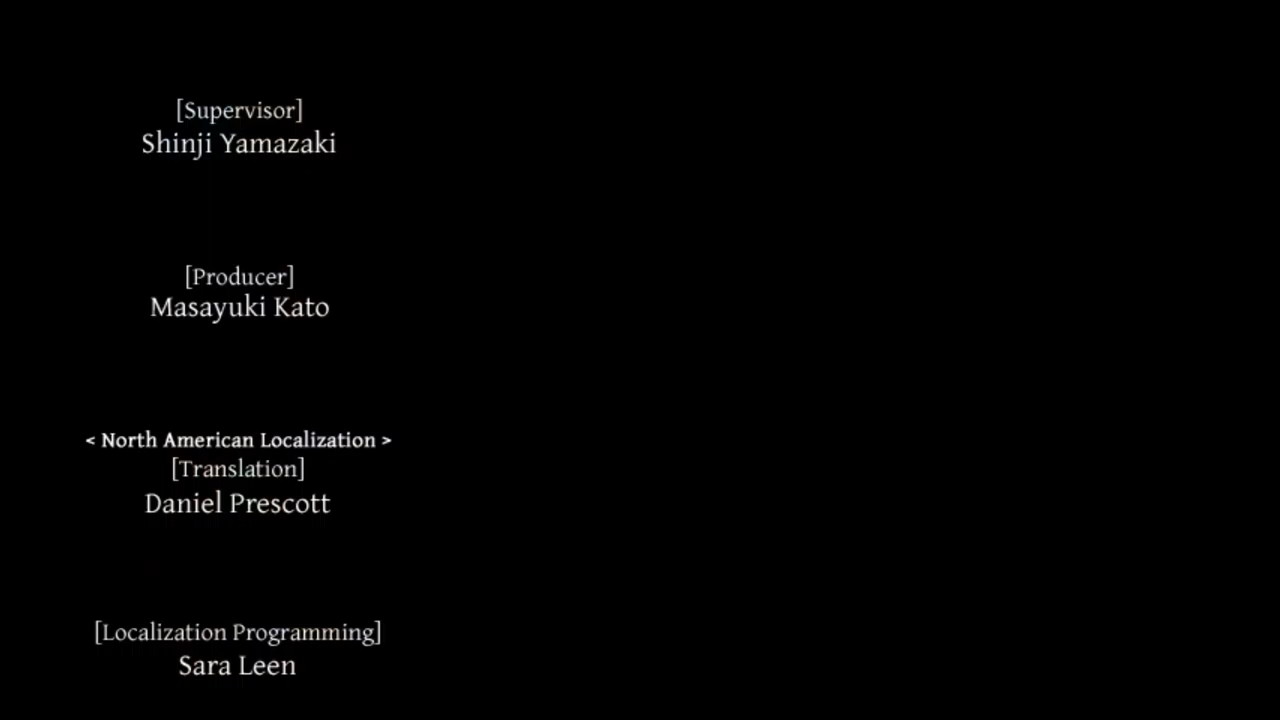 [Supervisor]
Shinji Yamazaki
[Producer]
Masayuki Kato
< North American Localization >
[Translation]
Daniel Prescott
[Localization Programming]
Sara Leen